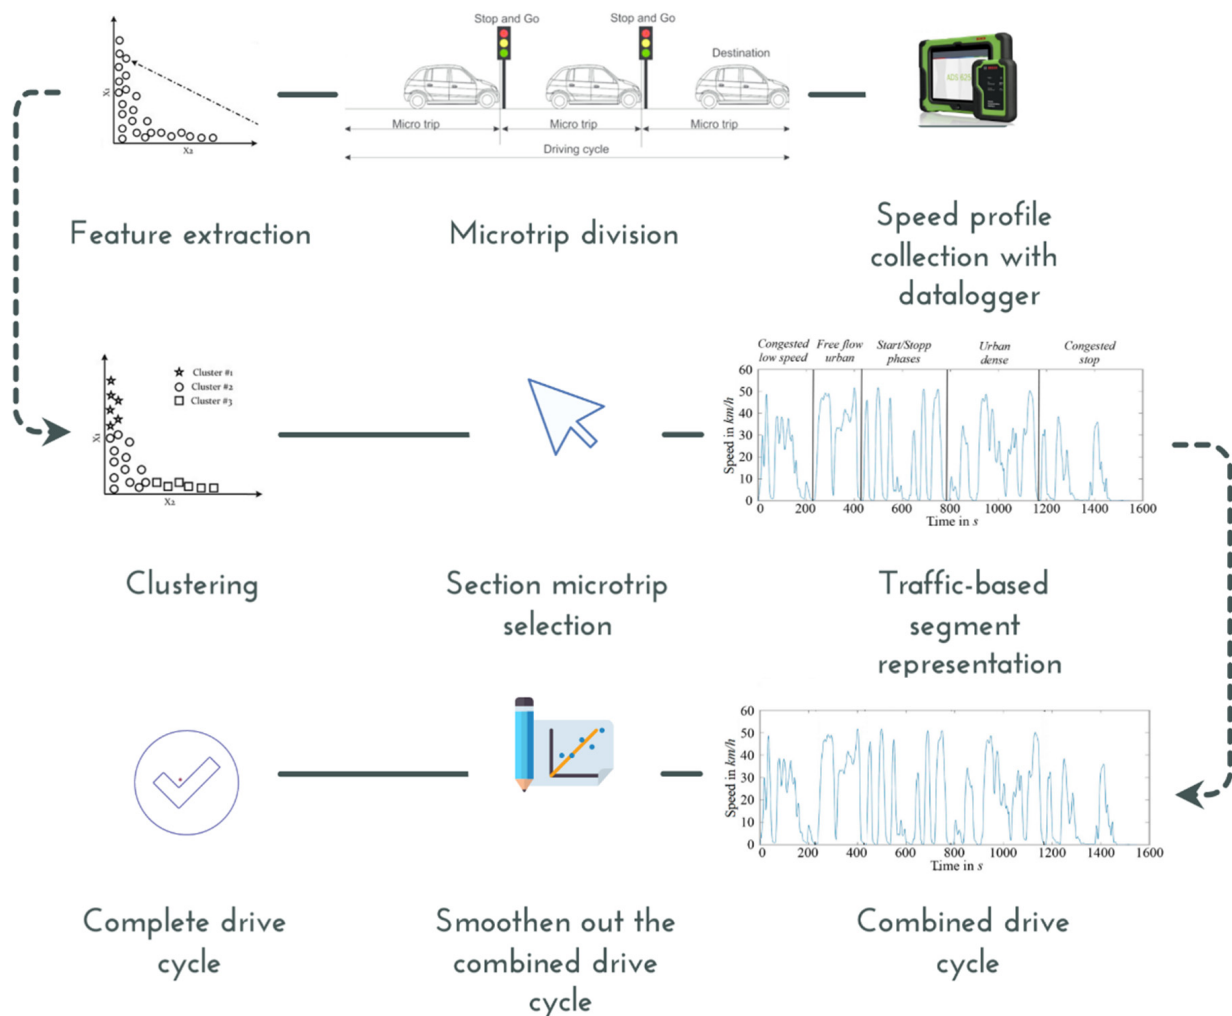 Stop and Go
Stop and Go
Destination
X1
X2
Micro trip
Micro trip
Micro trip
Driving cycle
Feature extraction
Microtrip division
Speed profile
collection with
datalogger
Cluster #1
Cluster #2
Cluster #3
X1
X2
Congested
low speed
Free flow
urban
Start/Stopp
phases
Urban
dense
Congested
stop
Speed in km/h
60
50
40
30
20
10
0
0 200 400 600 800 1000 1200 1400 1600
Time in s
Clustering
Section microtrip
selection
Traffic-based
segment
representation
Speed in km/h
60
50
40
30
20
10
0
0 200 400 600 800 1000 1200 1400 1600
Time in s
Complete drive
cycle
Smoothen out the
combined drive
cycle
Combined drive
cycle